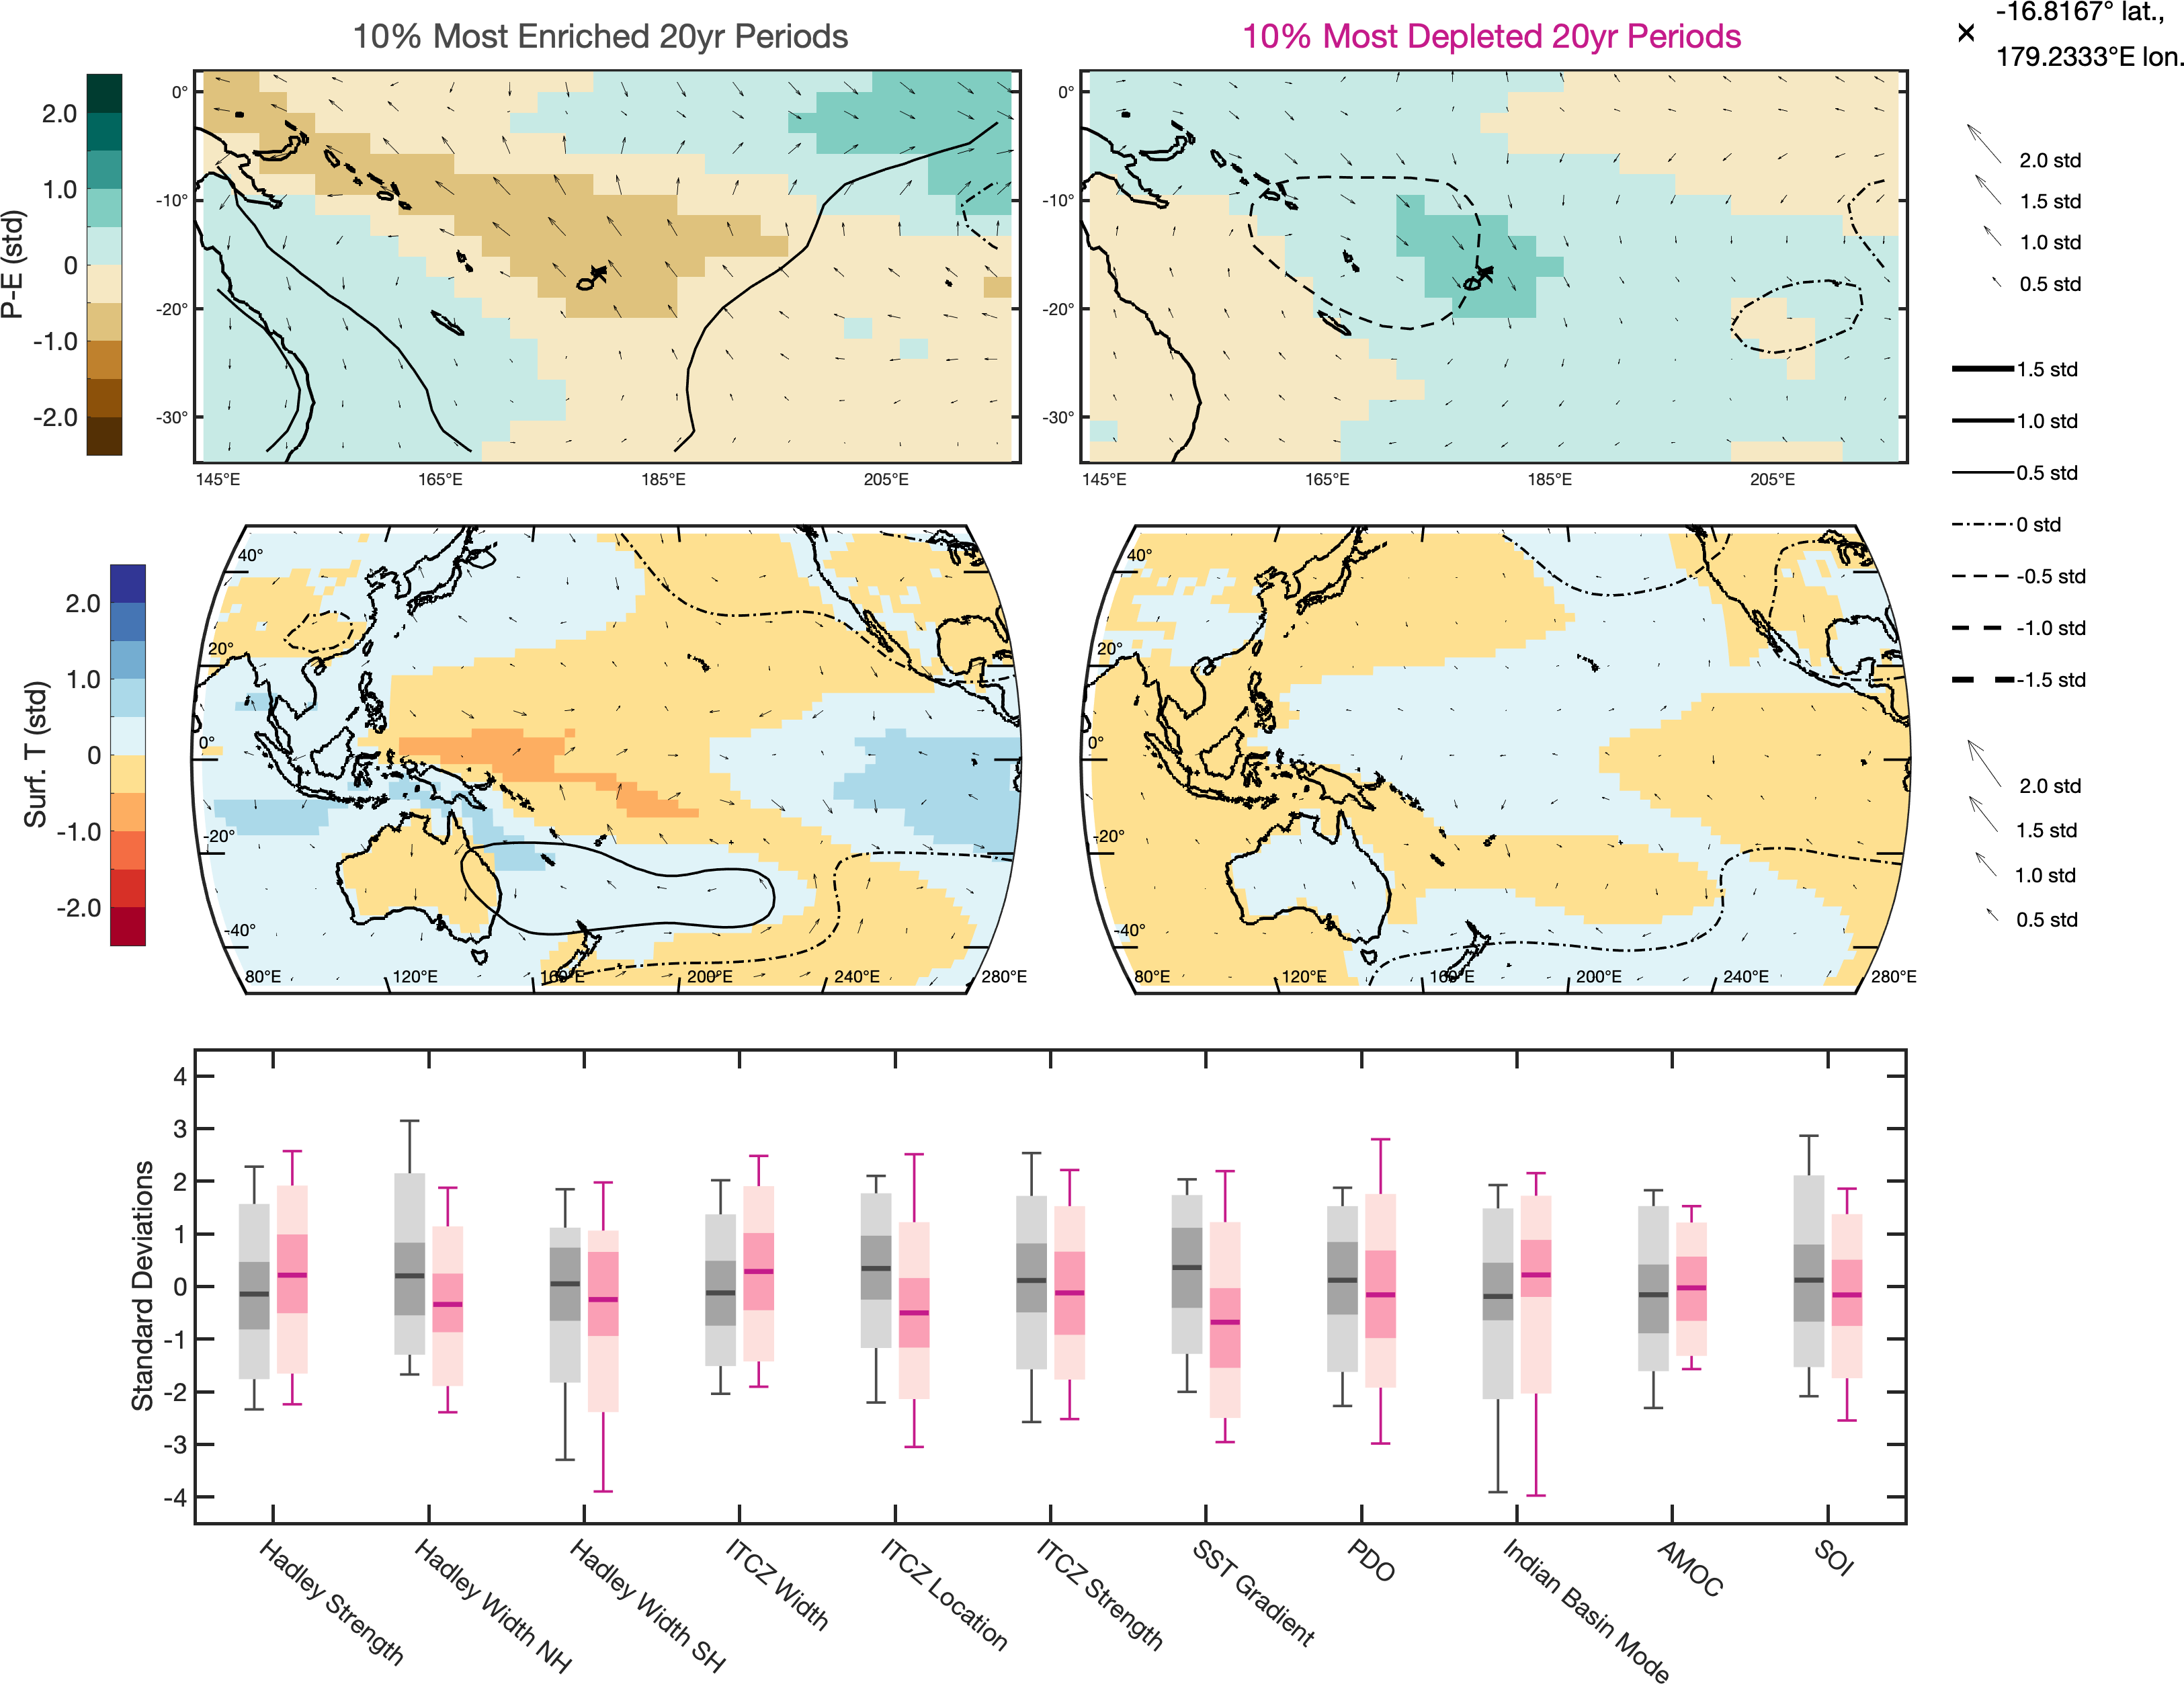 10% Most Enriched 20yr Periods
10% Most Depleted 20yr Periods
-16.8167° lat.,
179.2333°E lon.
P-E (std)
2.0
1.0
0
-1.0
-2.0
0°
-10°
-20°
-30°
145°E
165°E
185°E
205°E
0°
-10°
-20°
-30°
145°E
165°E
185°E
205°E
2.0 std
1.5 std
1.0 std
0.5 std
1.5 std
1.0 std
0.5 std
0 std
-0.5 std
-1.0 std
-1.5 std
Surf. T (std)
2.0
1.0
0
-1.0
-2.0
40°
20°
0°
-20°
-40°
80°E
120°E
160°E
200°E
240°E
280°E
40°
20°
0°
-20°
-40°
80°E
120°E
160°E
200°E
240°E
280°E
2.0 std
1.5 std
1.0 std
0.5 std
Standard Deviations
4
3
2
1
0
-1
-2
-3
-4
Hadley Strength
Hadley Width NH
Hadley Width SH
ITCZ Width
ITCZ Location
ITCZ Strength
SST Gradient
PDO
Indian Basin Mode
AMOC
SOI